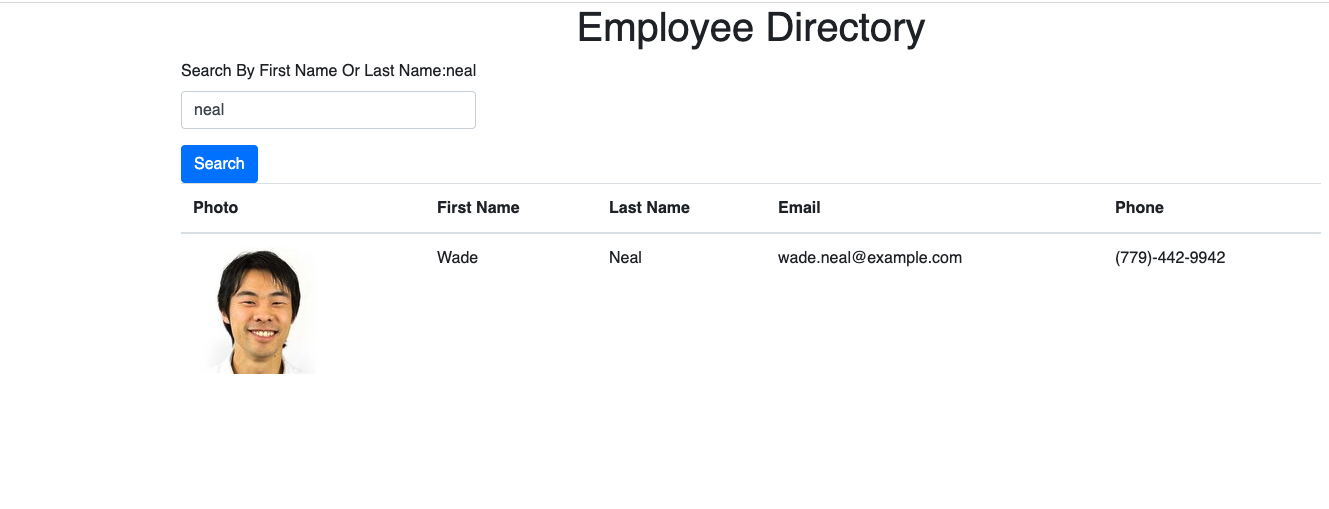 Employee Directory
Search By First Name Or Last Name:neal
neal
Search
Photo First Name Last Name Email Phone
Wade Neal wade.neal@example.com (779)-442-9942